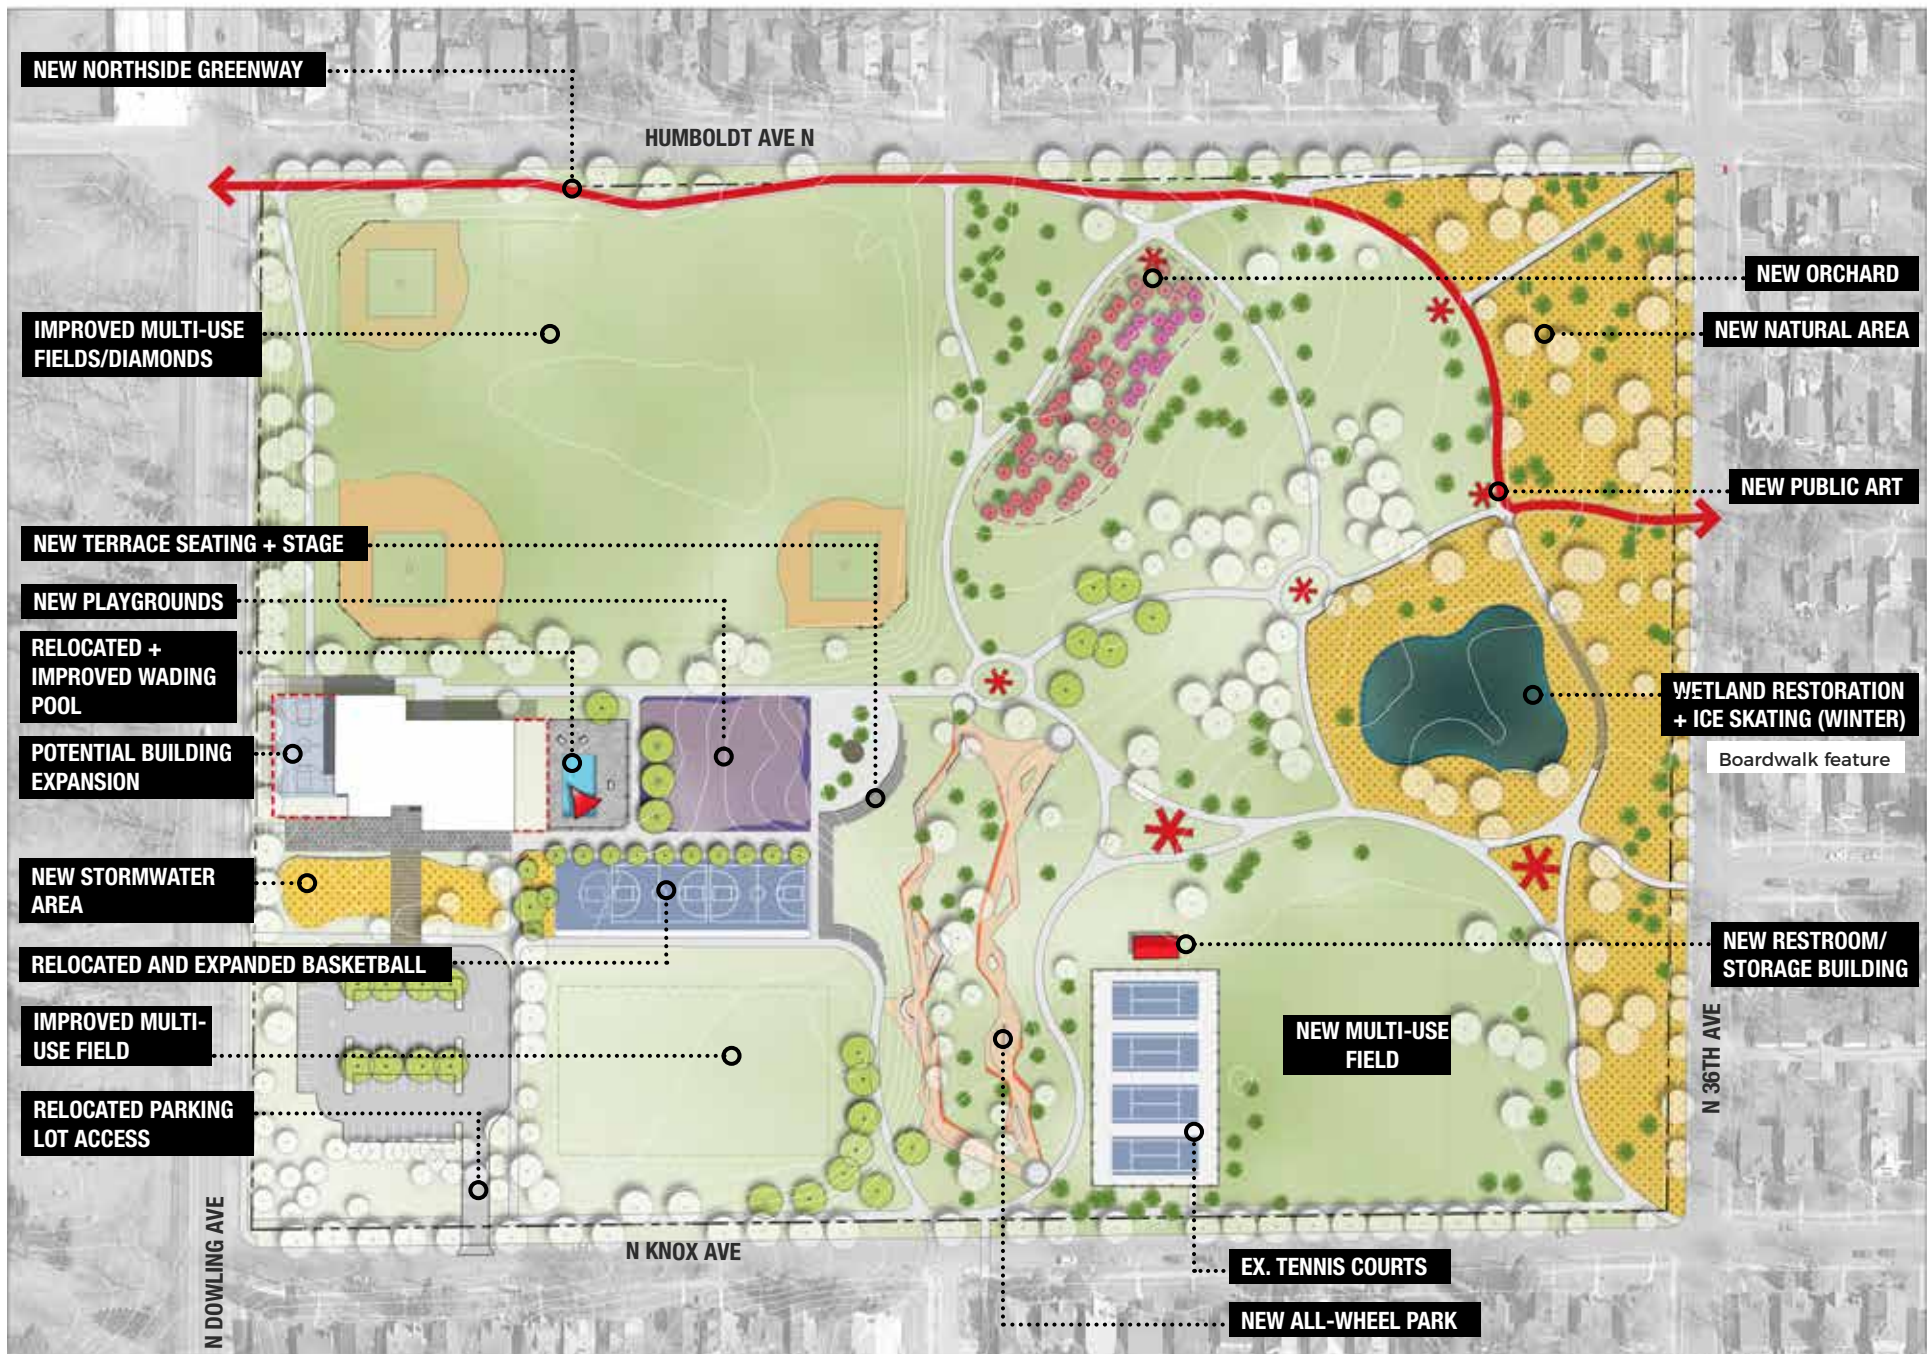 NEW NORTHSIDE GREENWAY
HUMBOLDT AVE N
NEW ORCHARD
IMPROVED MULTI-USE
FIELDS/DIAMONDS
NEW NATURAL AREA
NEW PUBLIC ART
NEW TERRACE SEATING + STAGE
NEW PLAYGROUNDS
RELOCATED +
IMPROVED WADING
POOL
WETLAND RESTORATION
+ ICE SKATING (WINTER)
Boardwalk feature
POTENTIAL BUILDING
EXPANSION
NEW STORMWATER
AREA
NEW RESTROOM/
STORAGE BUILDING
RELOCATED AND EXPANDED BASKETBALL
IMPROVED MULTI-
USE FIELD
NEW MULTI-USE
FIELD
N 36TH AVE
RELOCATED PARKING
LOT ACCESS
N DOWLING AVE
N KNOX AVE
EX. TENNIS COURTS
NEW ALL-WHEEL PARK